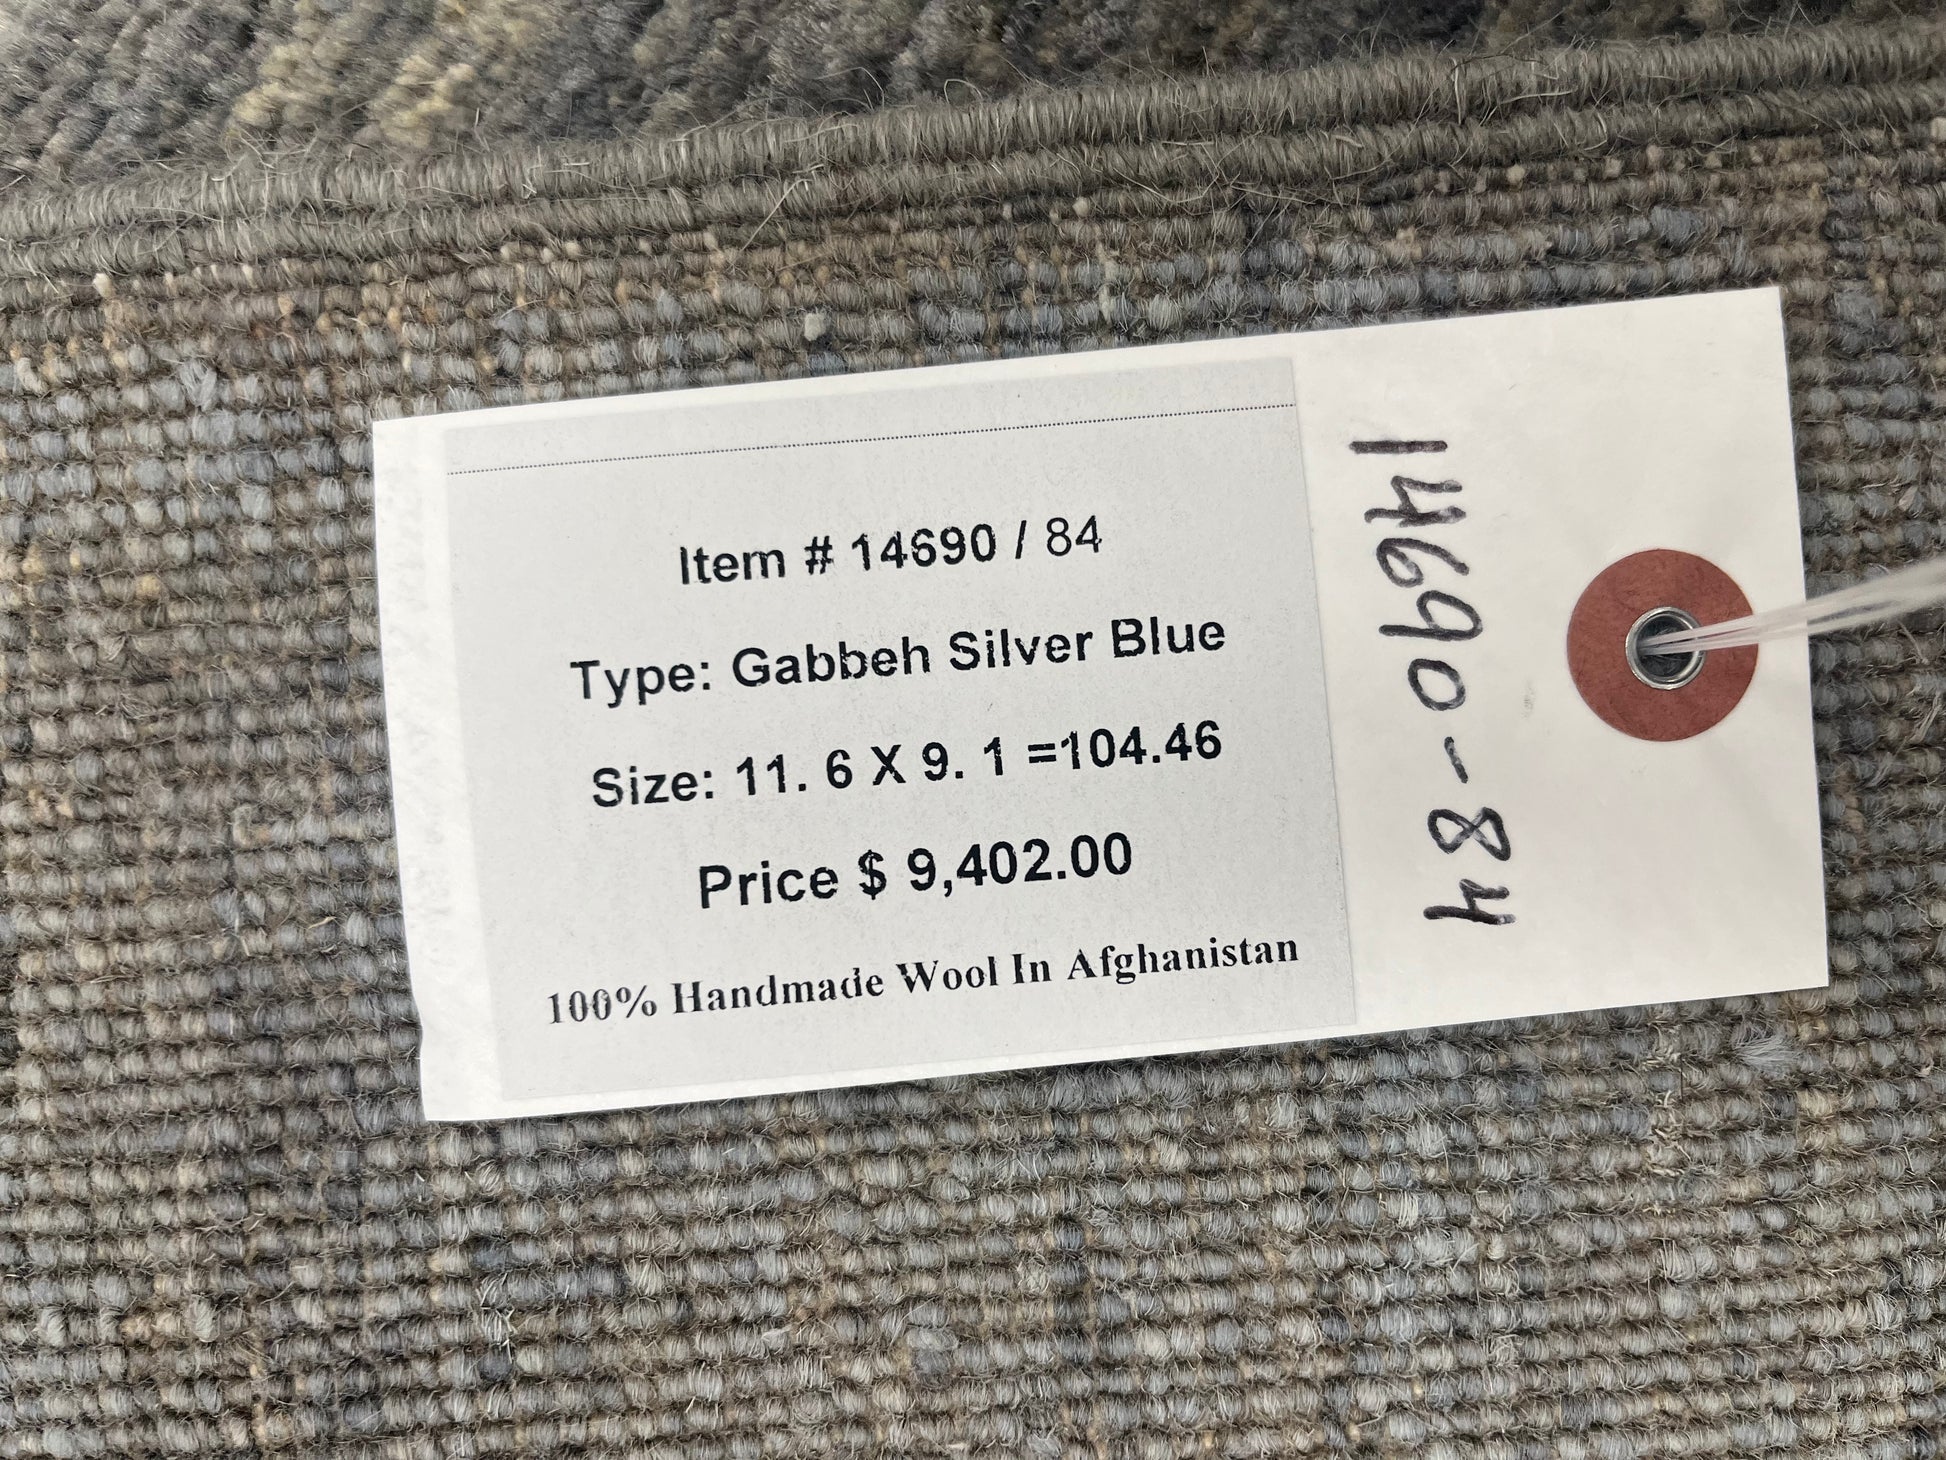 Item # 14690 / 84
Type: Gabbeh Silver Blue
Size: 11. 6 X 9. 1 =104.46
Price $ 9,402.00
100% Handmade Wool In Afghanistan
14690-84